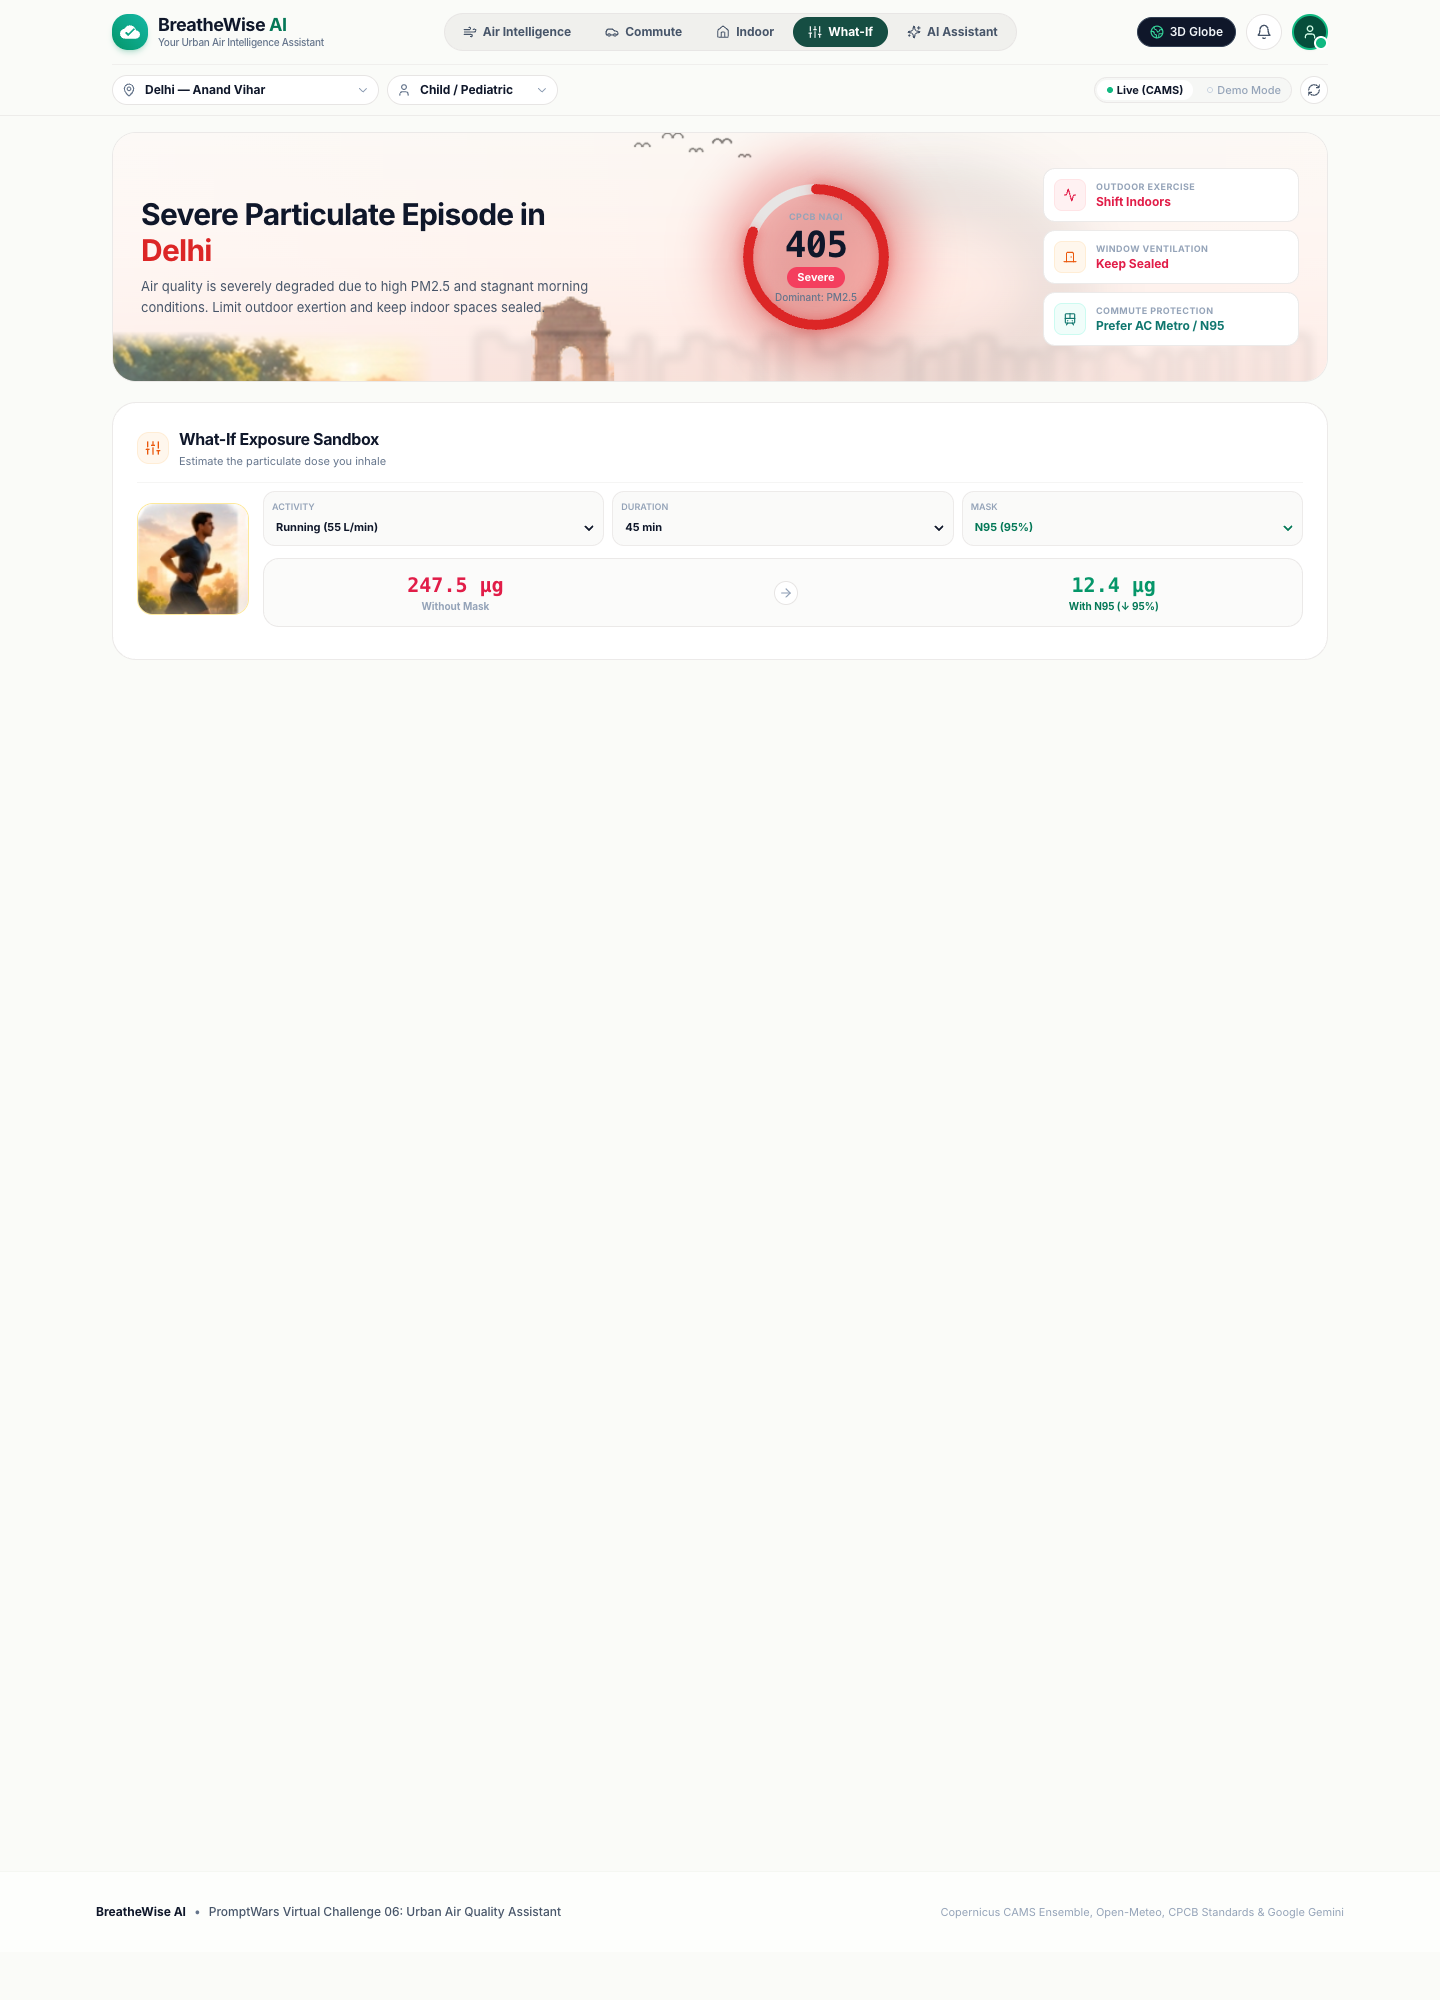 BreatheWise AI
Your Urban Air Intelligence Assistant
Air Intelligence
Commute
Indoor
What-If
AI Assistant
3D Globe
Delhi — Anand Vihar
Child / Pediatric
Live (CAMS)
Demo Mode
Severe Particulate Episode in
Delhi
Air quality is severely degraded due to high PM2.5 and stagnant morning
conditions. Limit outdoor exertion and keep indoor spaces sealed.
CPCB NAQI
405
Severe
Dominant: PM2.5
OUTDOOR EXERCISE
Shift Indoors
WINDOW VENTILATION
Keep Sealed
COMMUTE PROTECTION
Prefer AC Metro / N95
What-If Exposure Sandbox
Estimate the particulate dose you inhale
ACTIVITY
Running (55 L/min)
DURATION
45 min
MASK
N95 (95%)
247.5 µg
Without Mask
12.4 µg
With N95 (↓ 95%)
BreatheWise AI • PromptWars Virtual Challenge 06: Urban Air Quality Assistant
Copernicus CAMS Ensemble, Open-Meteo, CPCB Standards & Google Gemini